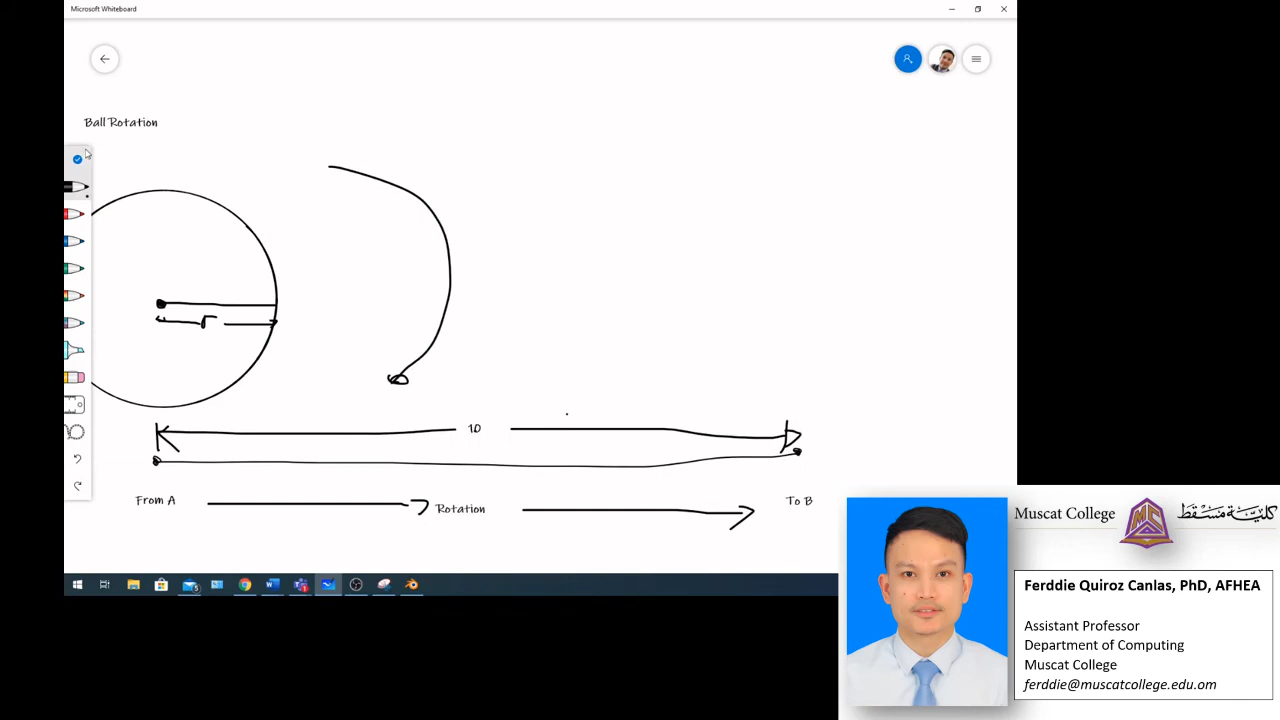 Microsoft Whiteboard
Ball Rotation
r
10
From A
Rotation
To B
Muscat College
كلية مسقط
Ferddie Quiroz Canlas, PhD, AFHEA
Assistant Professor
Department of Computing
Muscat College
ferddie@muscatcollege.edu.om